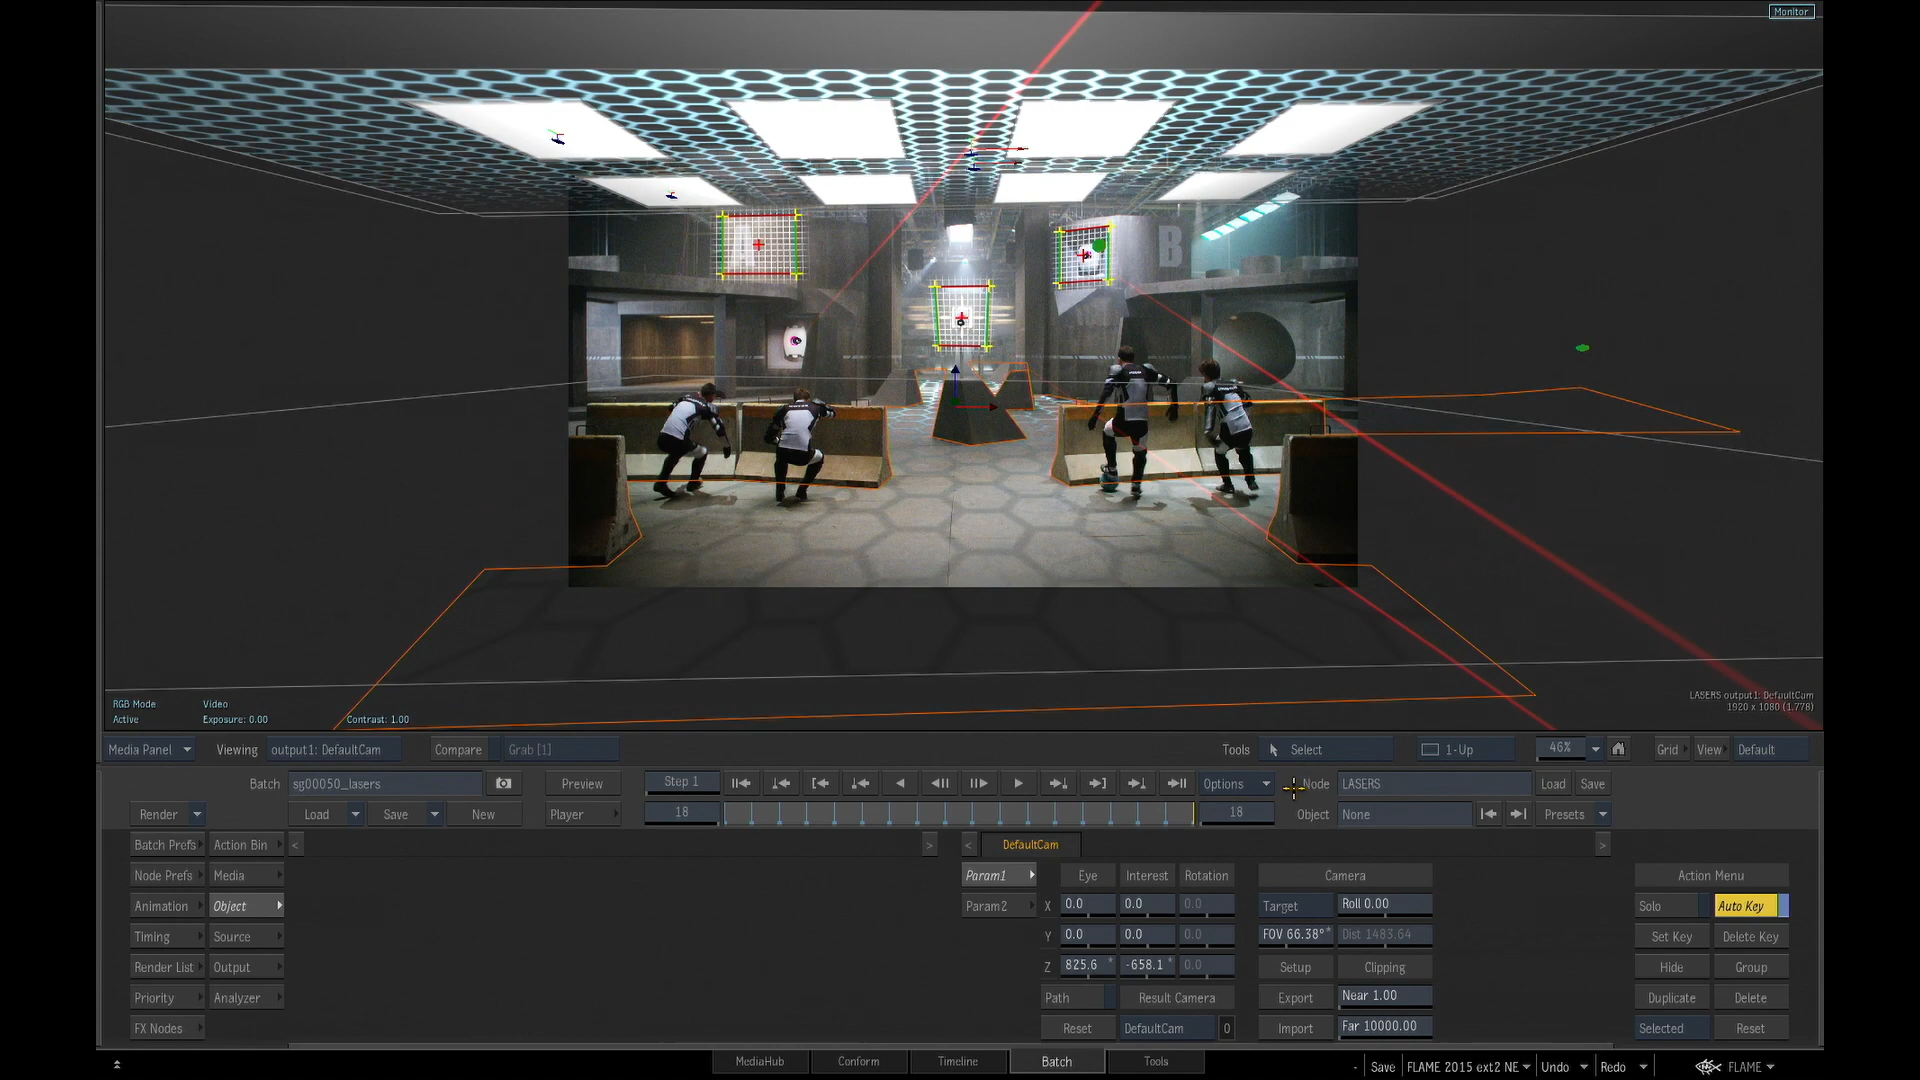 Monitor
B
RGB Mode Video
Active Exposure: 0.00 Contrast: 1.00
LASERS output1: DefaultCam
1920 x 1080 (1.778)
Media Panel Viewing output1: DefaultCam Compare Grab [1] Tools Select 1-Up 46% Grid View Default
Batch sg00050_lasers Preview Step 1 Options Node LASERS Load Save
Render Load Save New Player 18 18 Object None Presets
Batch Prefs Action Bin < > < DefaultCam >
Node Prefs Media Param1 Eye Interest Rotation Camera Action Menu
Animation Object Param2 X 0.0 0.0 0.0 Target Roll 0.00 Solo Auto Key
Timing Source Y 0.0 0.0 0.0 FOV 66.38° * Dist 1483.64 Set Key Delete Key
Render List Output Z 825.6 * -658.1 * 0.0 Setup Clipping Hide Group
Priority Analyzer Path Result Camera Export Near 1.00 Duplicate Delete
FX Nodes Reset DefaultCam 0 Import Far 10000.00 Selected Reset
MediaHub Conform Timeline Batch Tools - Save FLAME 2015 ext2 NE Undo Redo FLAME